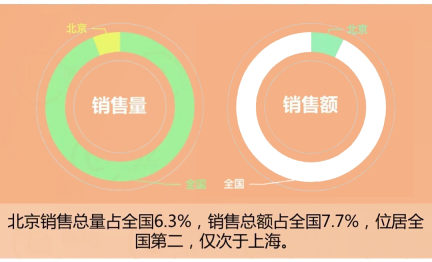 北京
北京
销售量
销售额
全国
全国
北京销售总量占全国6.3%，销售总额占全国7.7%，位居全
国第二，仅次于上海。